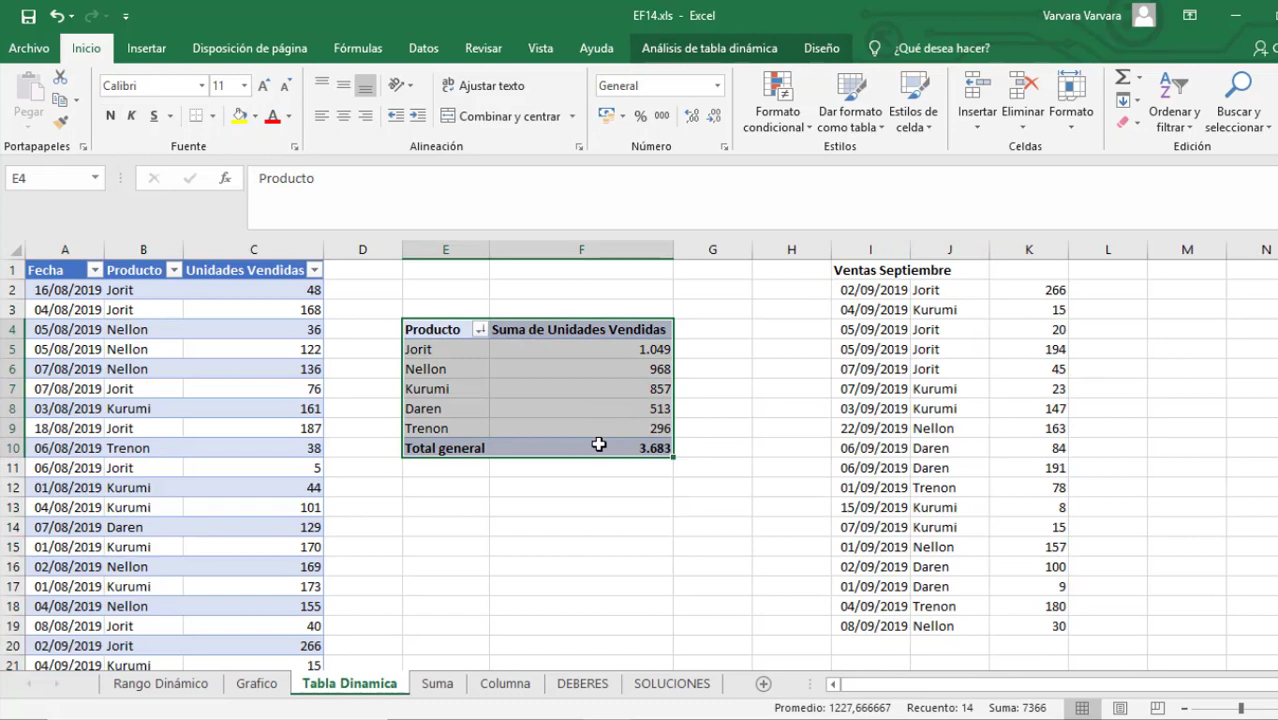 EF14.xls - Excel
Varvara Varvara
Archivo Inicio Insertar Disposición de página Fórmulas Datos Revisar Vista Ayuda Análisis de tabla dinámica Diseño ¿Qué desea hacer?
Pegar
Calibri 11
N K S
Ajustar texto
Combinar y centrar
General
% 000
Formato condicional
Dar formato como tabla
Estilos de celda
Insertar Eliminar Formato
Ordenar y filtrar
Buscar y seleccionar
Portapapeles Fuente Alineación Número Estilos Celdas Edición
E4 fx Producto
A B C D E F G H I J K L M N
1 Fecha Producto Unidades Vendidas Ventas Septiembre
2 16/08/2019 Jorit 48 02/09/2019 Jorit 266
3 04/08/2019 Jorit 168 04/09/2019 Kurumi 15
4 05/08/2019 Nellon 36 Producto Suma de Unidades Vendidas 05/09/2019 Jorit 20
5 05/08/2019 Nellon 122 Jorit 1.049 05/09/2019 Jorit 194
6 07/08/2019 Nellon 136 Nellon 968 07/09/2019 Jorit 45
7 07/08/2019 Jorit 76 Kurumi 857 07/09/2019 Kurumi 23
8 03/08/2019 Kurumi 161 Daren 513 03/09/2019 Kurumi 147
9 18/08/2019 Jorit 187 Trenon 296 22/09/2019 Nellon 163
10 06/08/2019 Trenon 38 Total general 3.683 06/09/2019 Daren 84
11 06/08/2019 Jorit 5 06/09/2019 Daren 191
12 01/08/2019 Kurumi 44 01/09/2019 Trenon 78
13 04/08/2019 Kurumi 101 15/09/2019 Kurumi 8
14 07/08/2019 Daren 129 07/09/2019 Kurumi 15
15 01/08/2019 Kurumi 170 01/09/2019 Nellon 157
16 02/08/2019 Nellon 169 02/09/2019 Daren 100
17 01/08/2019 Kurumi 173 01/09/2019 Daren 9
18 04/08/2019 Nellon 155 04/09/2019 Trenon 180
19 08/08/2019 Jorit 40 08/09/2019 Nellon 30
20 02/09/2019 Jorit 266
21 04/09/2019 Kurumi 15
Rango Dinámico Grafico Tabla Dinamica Suma Columna DEBERES SOLUCIONES
Promedio: 1227,666667 Recuento: 14 Suma: 7366